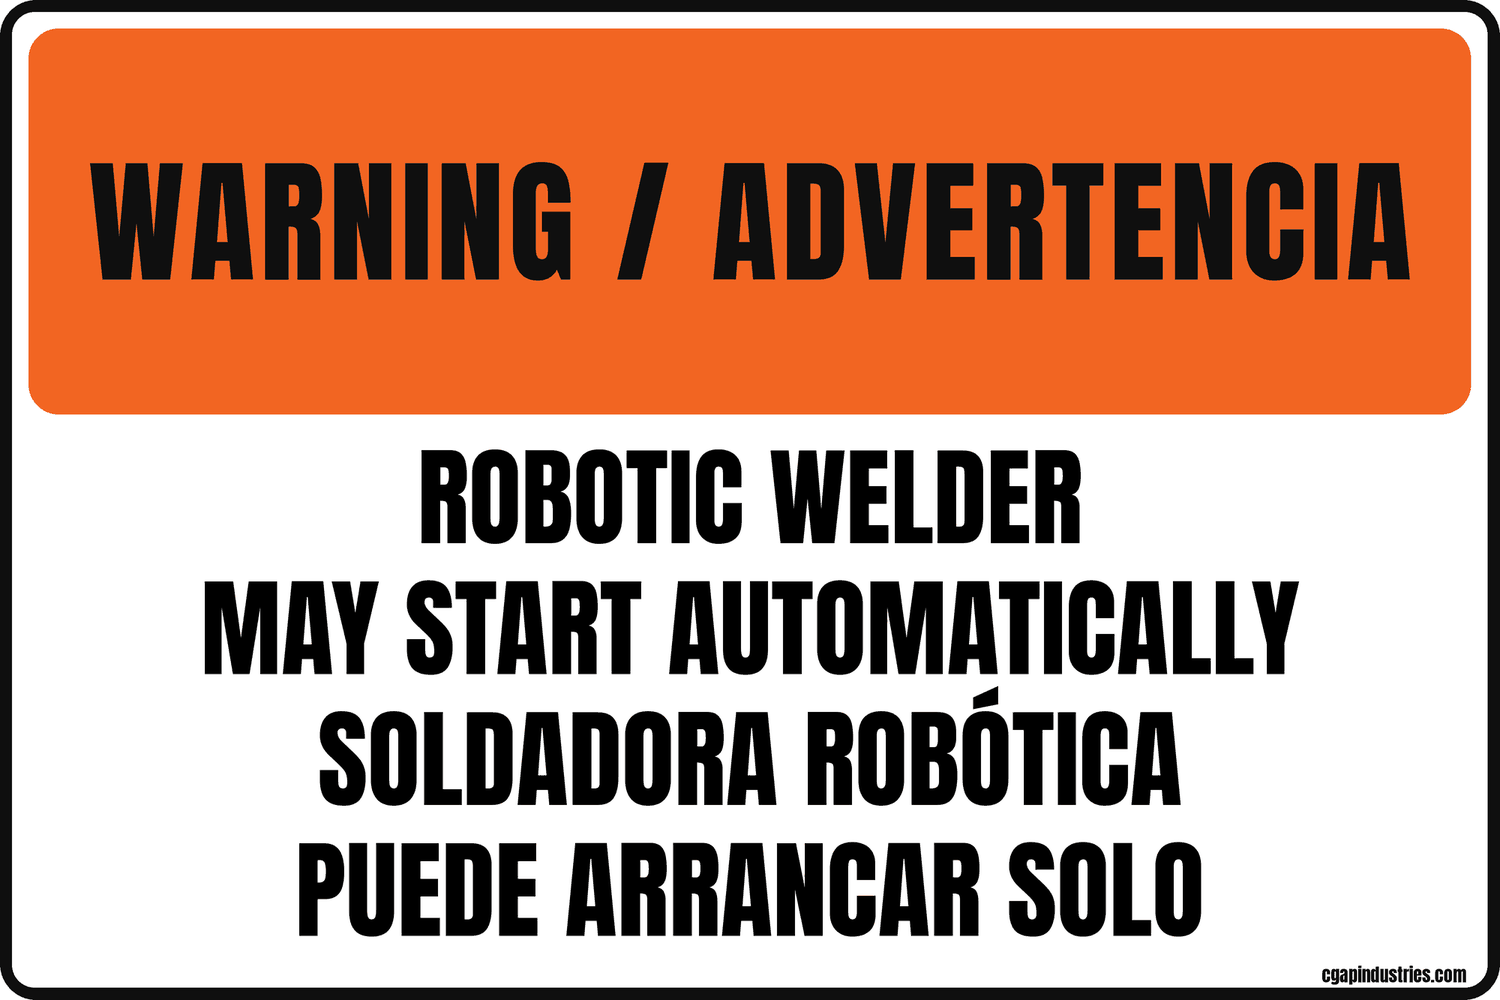 WARNING / ADVERTENCIA
ROBOTIC WELDER
MAY START AUTOMATICALLY
SOLDADORA ROBÓTICA
PUEDE ARRANCAR SOLO
cgapindustries.com